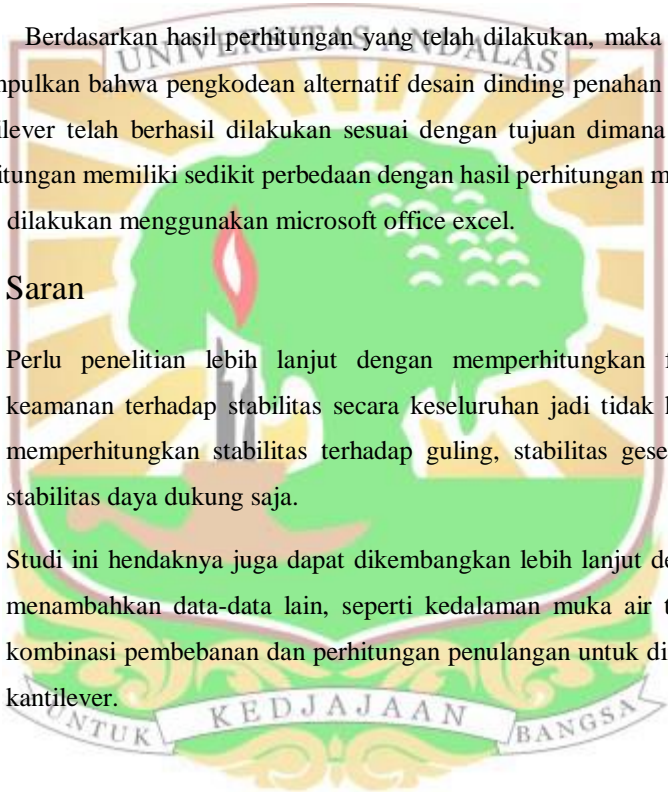 UNIVERSITAS ANDALAS
Berdasarkan hasil perhitungan yang telah dilakukan, maka
npulkan bahwa pengkodean alternatif desain dinding penahan
ilever telah berhasil dilakukan sesuai dengan tujuan dimana
itungan memiliki sedikit perbedaan dengan hasil perhitungan m
dilakukan menggunakan microsoft office excel.
Saran
Perlu penelitian lebih lanjut dengan memperhitungkan f
keamanan terhadap stabilitas secara keseluruhan jadi tidak
memperhitungkan stabilitas terhadap guling, stabilitas gese
stabilitas daya dukung saja.
Studi ini hendaknya juga dapat dikembangkan lebih lanjut de
menambahkan data-data lain, seperti kedalaman muka air t
kombinasi pembebanan dan perhitungan penulangan untuk di
kantilever.
UNTUK KEDJAJAAN BANGSA